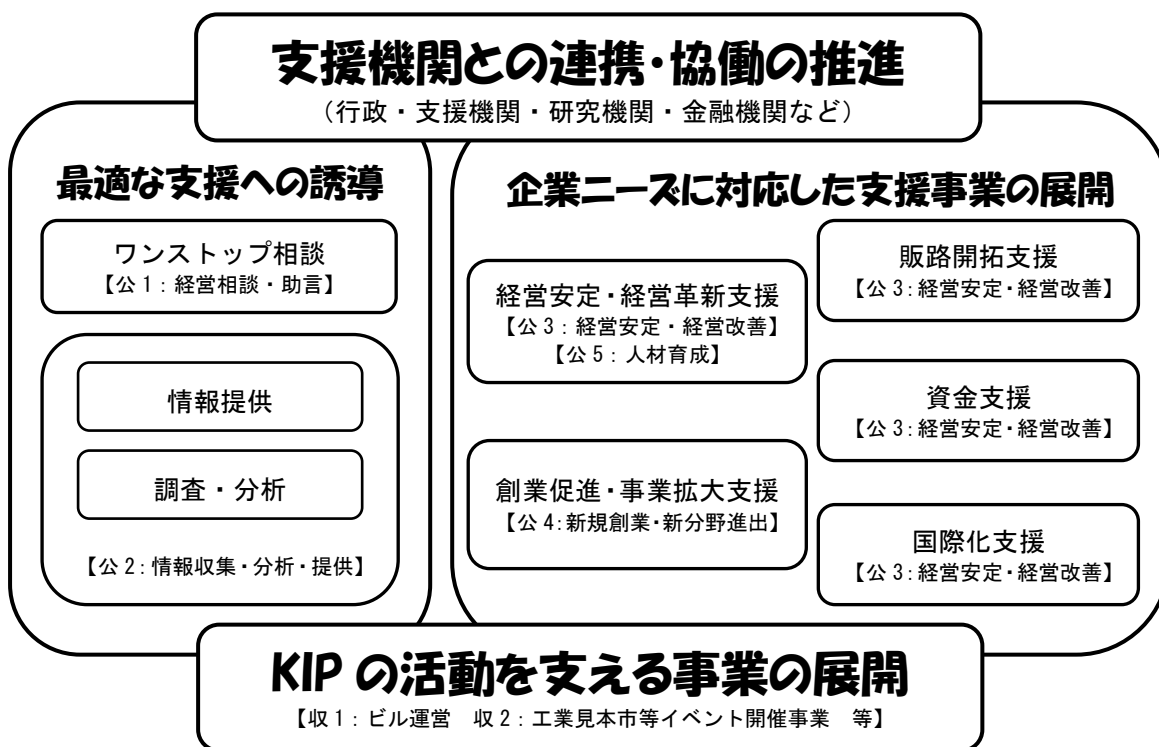 支援機関との連携・協働の推進
（行政・支援機関・研究機関・金融機関など）
最適な支援への誘導
ワンストップ相談
【公1：経営相談・助言】
情報提供
調査・分析
【公2：情報収集・分析・提供】
企業ニーズに対応した支援事業の展開
経営安定・経営革新支援
【公3：経営安定・経営改善】
【公5：人材育成】
創業促進・事業拡大支援
【公4：新規創業・新分野進出】
販路開拓支援
【公3：経営安定・経営改善】
資金支援
【公3：経営安定・経営改善】
国際化支援
【公3：経営安定・経営改善】
KIPの活動を支える事業の展開
【収1：ビル運営　収2：工業見本市等イベント開催事業　等】